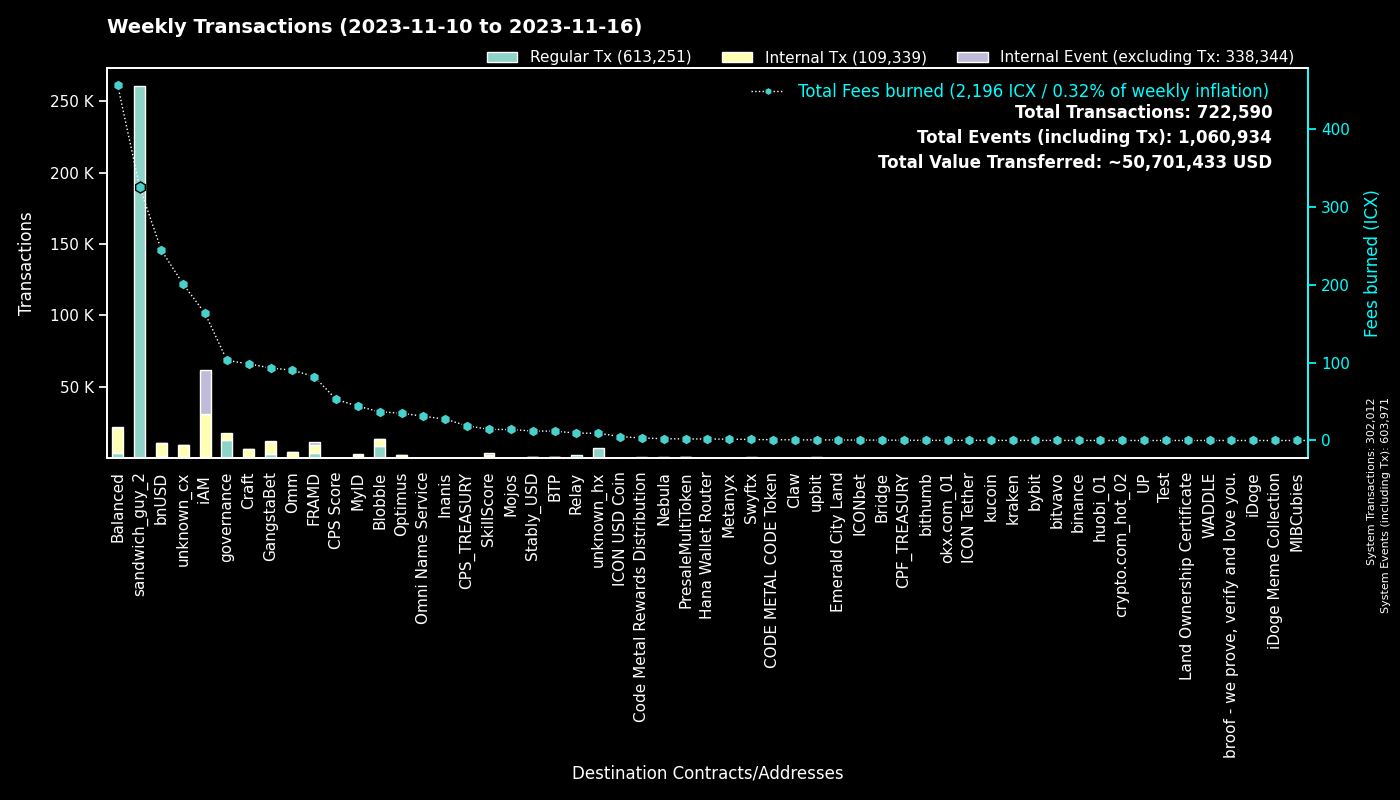 Weekly Transactions (2023-11-10 to 2023-11-16)
Regular Tx (613,251)
Internal Tx (109,339)
Internal Event (excluding Tx: 338,344)
Total Fees burned (2,196 ICX / 0.32% of weekly inflation)
Total Transactions: 722,590
Total Events (including Tx): 1,060,934
Total Value Transferred: ~50,701,433 USD
Transactions
250 K
200 K
150 K
100 K
50 K
400
300
200
100
0
Fees burned (ICX)
System Transactions: 302,012
System Events (including Tx): 603,971
Balanced
sandwich_guy_2
bnUSD
unknown_cx
iAM
governance
Craft
GangstaBet
Omm
FRAMD
CPS Score
MyID
Blobble
Optimus
Omni Name Service
Inanis
CPS_TREASURY
SkillScore
Mojos
Stably_USD
BTP
Relay
unknown_hx
ICON USD Coin
Code Metal Rewards Distribution
Nebula
PresaleMultiToken
Hana Wallet Router
Metanyx
Swyftx
CODE METAL CODE Token
Claw
upbit
Emerald City Land
ICONbet
Bridge
CPF_TREASURY
bithumb
okx.com_01
ICON Tether
kucoin
kraken
bybit
bitvavo
binance
huobi_01
crypto.com_hot_02
UP
Test
Land Ownership Certificate
WADDLE
broof - we prove, verify and love you.
iDoge
iDoge Meme Collection
MIBCubies
Destination Contracts/Addresses